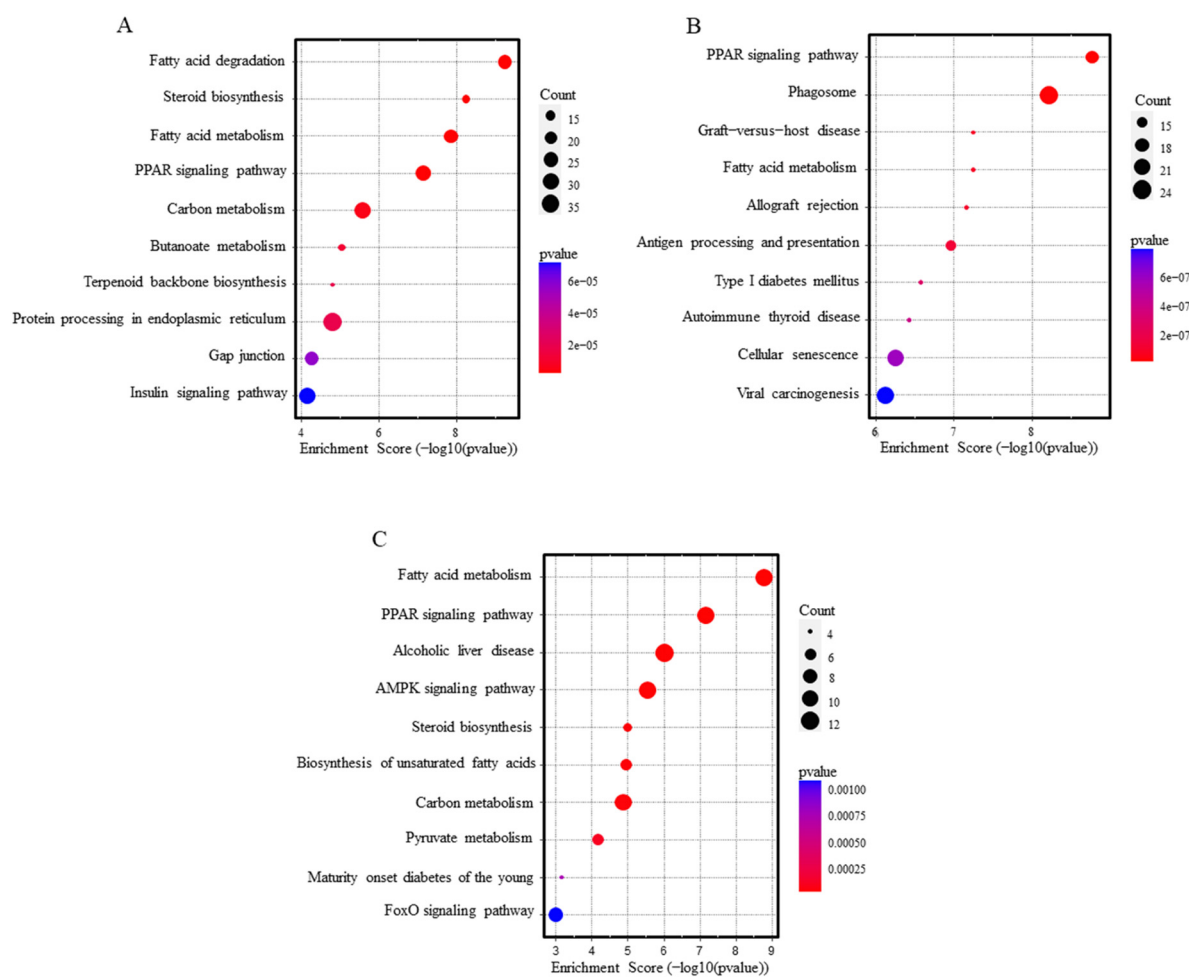 A
Fatty acid degradation
Steroid biosynthesis
Fatty acid metabolism
PPAR signaling pathway
Carbon metabolism
Butanoate metabolism
Terpenoid backbone biosynthesis
Protein processing in endoplasmic reticulum
Gap junction
Insulin signaling pathway
4 6 8
Enrichment Score (−log10(pvalue))
Count
15
20
25
30
35
pvalue
6e−05
4e−05
2e−05
B
PPAR signaling pathway
Phagosome
Graft−versus−host disease
Fatty acid metabolism
Allograft rejection
Antigen processing and presentation
Type I diabetes mellitus
Autoimmune thyroid disease
Cellular senescence
Viral carcinogenesis
6 7 8
Enrichment Score (−log10(pvalue))
Count
15
18
21
24
pvalue
6e−07
4e−07
2e−07
C
Fatty acid metabolism
PPAR signaling pathway
Alcoholic liver disease
AMPK signaling pathway
Steroid biosynthesis
Biosynthesis of unsaturated fatty acids
Carbon metabolism
Pyruvate metabolism
Maturity onset diabetes of the young
FoxO signaling pathway
3 4 5 6 7 8 9
Enrichment Score (−log10(pvalue))
Count
4
6
8
10
12
pvalue
0.00100
0.00075
0.00050
0.00025